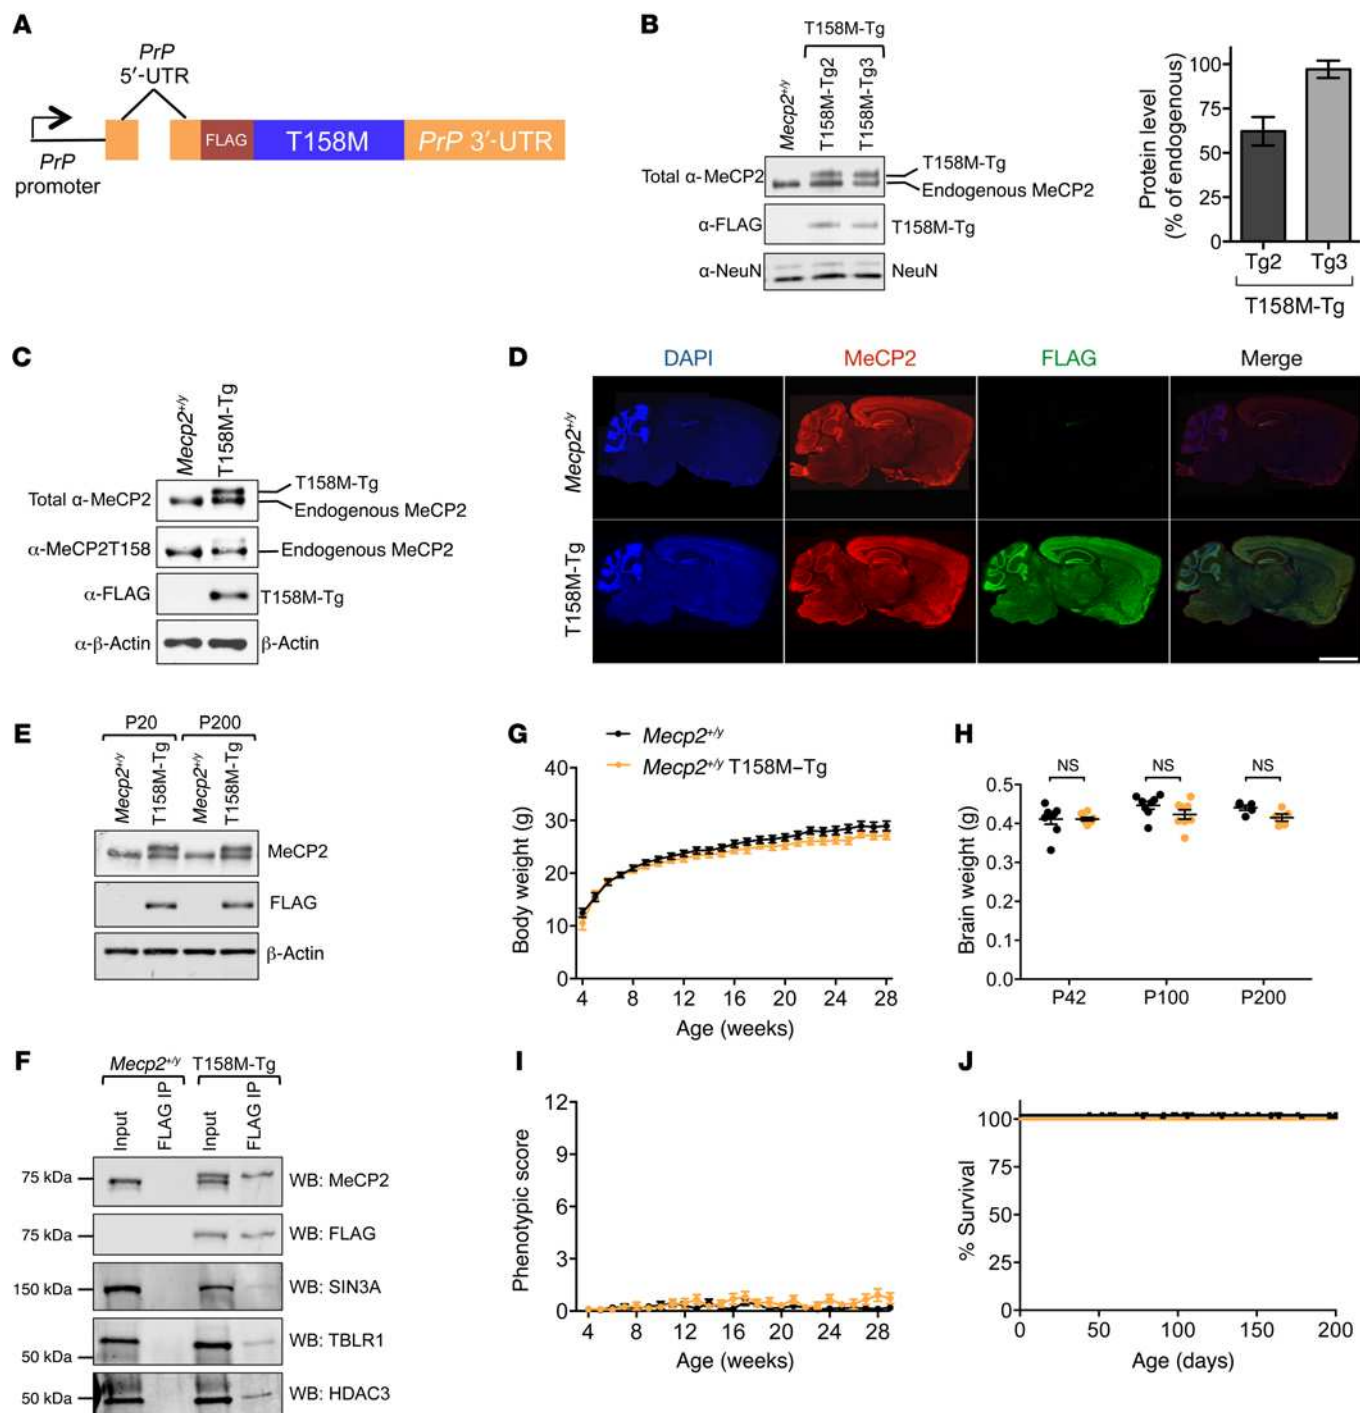 A
PrP
5′-UTR
PrP
promoter
FLAG
T158M
PrP 3′-UTR
B
T158M-Tg
Mecp2+/y
T158M-Tg2
T158M-Tg3
Total α-MeCP2
T158M-Tg
Endogenous MeCP2
α-FLAG
T158M-Tg
α-NeuN
NeuN
Protein level
(% of endogenous)
100
75
50
25
0
Tg2
Tg3
T158M-Tg
C
Mecp2+/y
T158M-Tg
Total α-MeCP2
T158M-Tg
Endogenous MeCP2
α-MeCP2T158
Endogenous MeCP2
α-FLAG
T158M-Tg
α-β-Actin
β-Actin
D
DAPI
MeCP2
FLAG
Merge
Mecp2+/y
T158M-Tg
E
P20
P200
Mecp2+/y
T158M-Tg
Mecp2+/y
T158M-Tg
MeCP2
FLAG
β-Actin
G
Mecp2+/y
Mecp2+/y T158M–Tg
Body weight (g)
40
30
20
10
0
4 8 12 16 20 24 28
Age (weeks)
H
NS NS NS
Brain weight (g)
0.5
0.4
0.3
0.2
0.1
0.0
P42 P100 P200
F
Mecp2+/y
T158M-Tg
Input
FLAG IP
Input
FLAG IP
75 kDa
WB: MeCP2
75 kDa
WB: FLAG
150 kDa
WB: SIN3A
50 kDa
WB: TBLR1
50 kDa
WB: HDAC3
I
Phenotypic score
12
9
6
3
0
4 8 12 16 20 24 28
Age (weeks)
J
% Survival
100
75
50
25
0
0 50 100 150 200
Age (days)